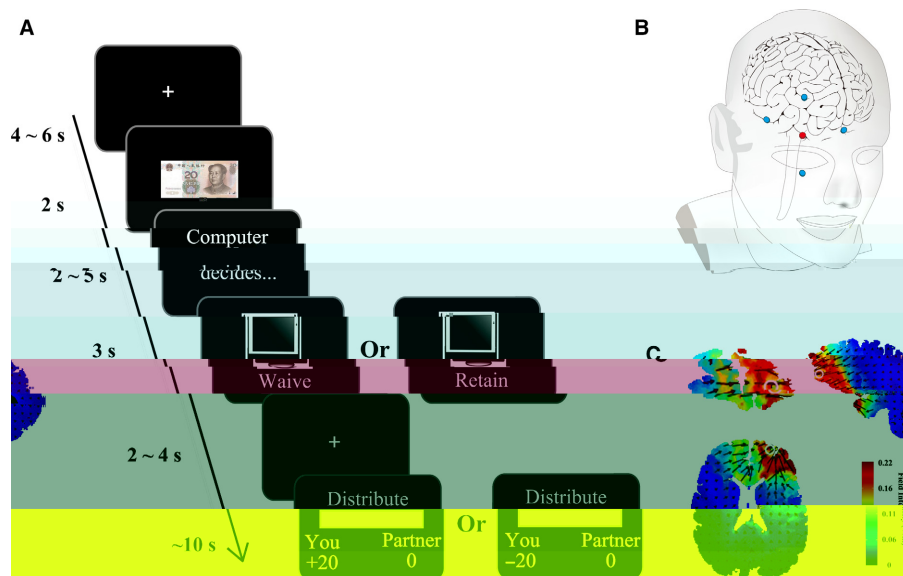 A
B
4 ~ 6 s
20
2 s
Computer
decides...
2 ~ 5 s
3 s
Or
C
Waive
Retain
2 ~ 4 s
0.22
0.16
0.11
0.06
0
Distribute
Distribute
Or
~10 s
You
Partner
+20
0
You
Partner
−20
0